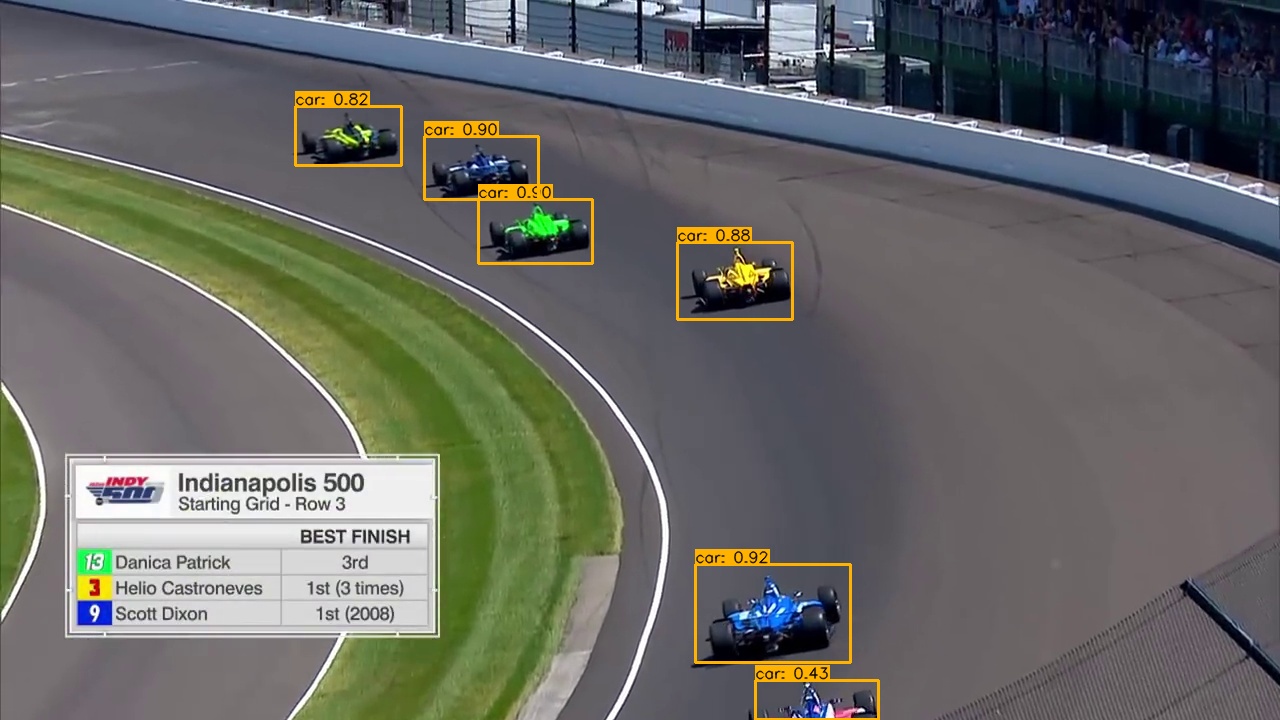 car: 0.82
car: 0.90
car: 0.90
car: 0.88
INDY
500
Indianapolis 500
Starting Grid - Row 3
BEST FINISH
13 Danica Patrick 3rd
3 Helio Castroneves 1st (3 times)
9 Scott Dixon 1st (2008)
car: 0.92
car: 0.43